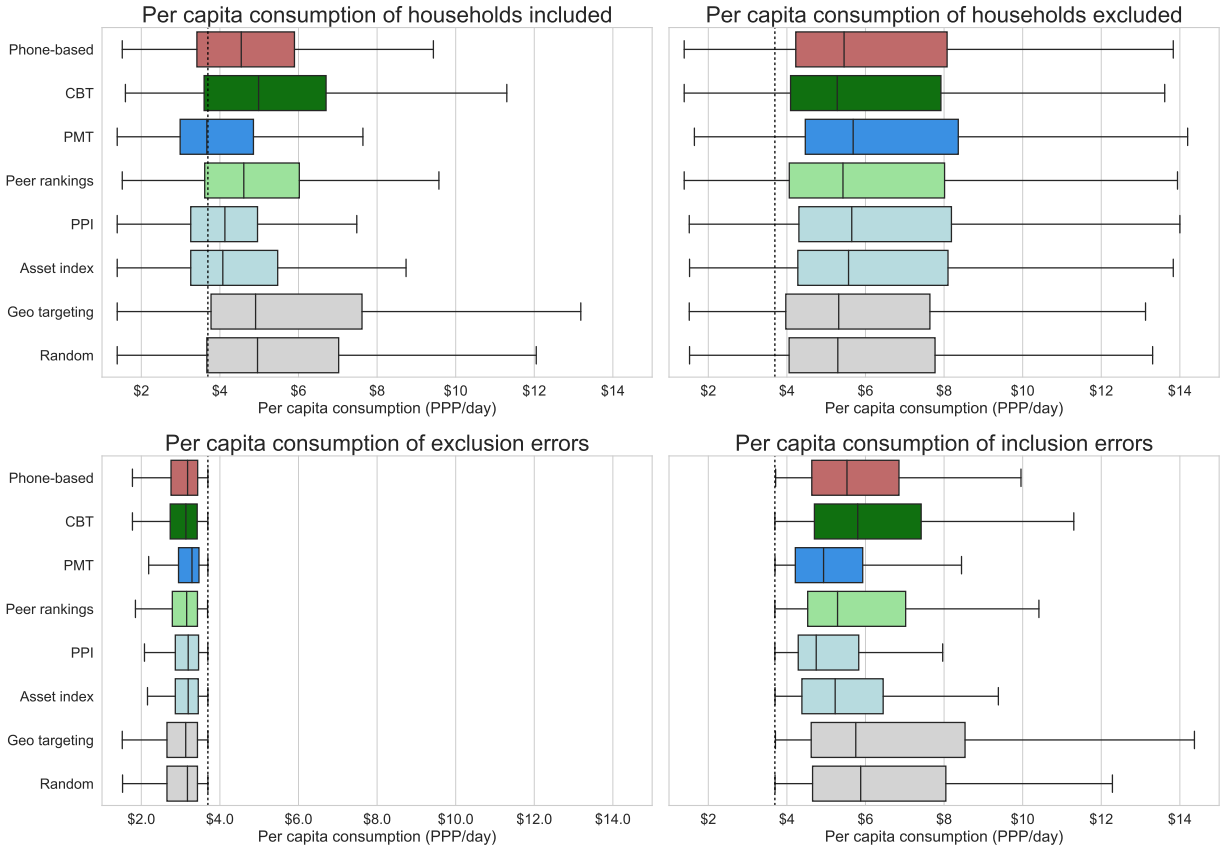 Per capita consumption of households included
Phone-based
CBT
PMT
Peer rankings
PPI
Asset index
Geo targeting
Random
$2 $4 $6 $8 $10 $12 $14
Per capita consumption (PPP/day)
Per capita consumption of households excluded
$2 $4 $6 $8 $10 $12 $14
Per capita consumption (PPP/day)
Per capita consumption of exclusion errors
Phone-based
CBT
PMT
Peer rankings
PPI
Asset index
Geo targeting
Random
$2.0 $4.0 $6.0 $8.0 $10.0 $12.0 $14.0
Per capita consumption (PPP/day)
Per capita consumption of inclusion errors
$2 $4 $6 $8 $10 $12 $14
Per capita consumption (PPP/day)